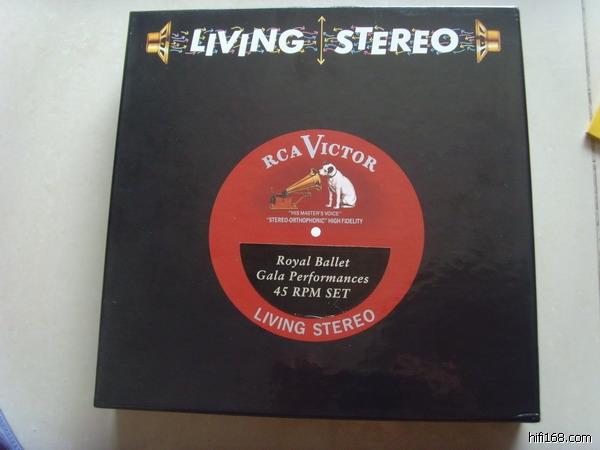 LIVING STEREO
RCA VICTOR
"HIS MASTER'S VOICE"
"STEREO-ORTHOPHONIC" HIGH FIDELITY
Royal Ballet
Gala Performances
45 RPM SET
LIVING STEREO
hifi168.com